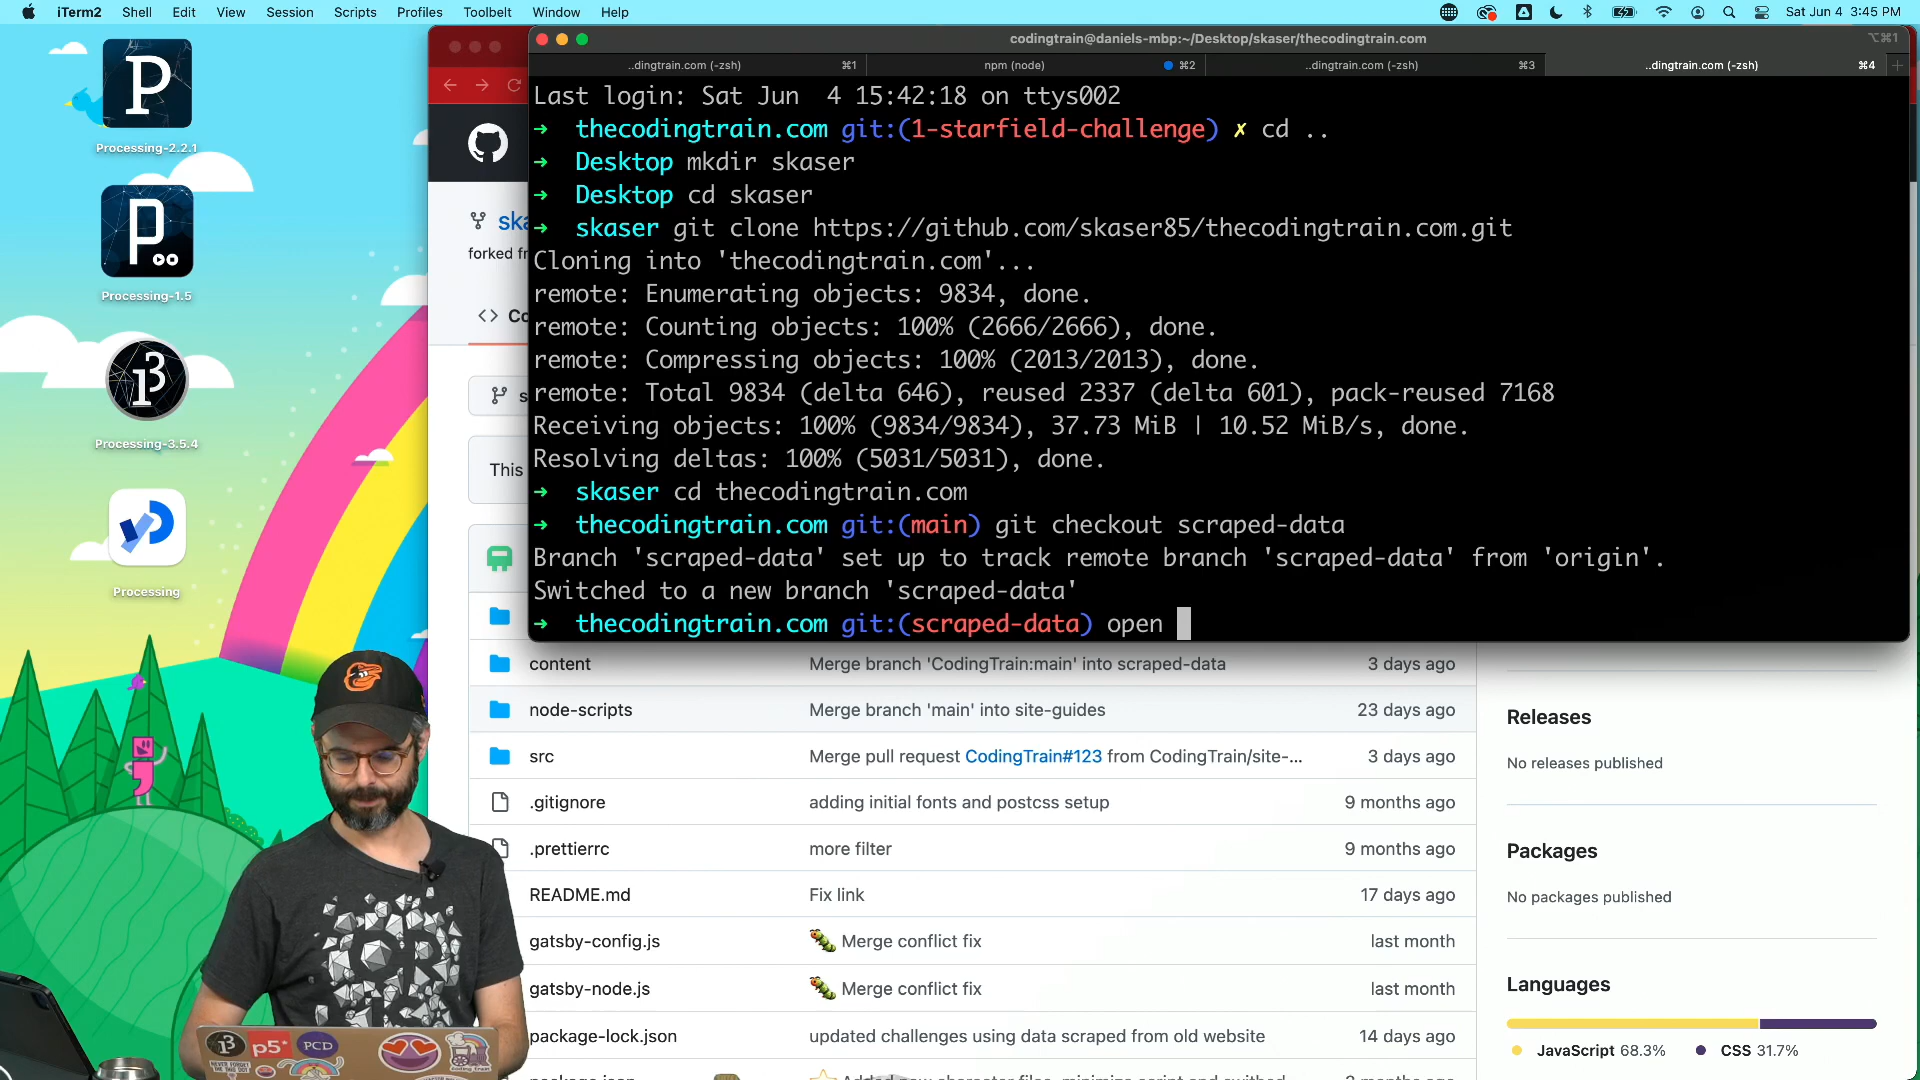 iTerm2 Shell Edit View Session Scripts Profiles Toolbelt Window Help Sat Jun 4 3:45 PM
codingtrain@daniels-mbp:~/Desktop/skaser/thecodingtrain.com ⌥⌘1
..dingtrain.com (-zsh) ⌘1 npm (node) ⌘2 ..dingtrain.com (-zsh) ⌘3 ..dingtrain.com (-zsh) ⌘4
Last login: Sat Jun  4 15:42:18 on ttys002
→ thecodingtrain.com git:(1-starfield-challenge) ✗ cd ..
→ Desktop mkdir skaser
→ Desktop cd skaser
→ skaser git clone https://github.com/skaser85/thecodingtrain.com.git
Cloning into 'thecodingtrain.com'...
remote: Enumerating objects: 9834, done.
remote: Counting objects: 100% (2666/2666), done.
remote: Compressing objects: 100% (2013/2013), done.
remote: Total 9834 (delta 646), reused 2337 (delta 601), pack-reused 7168
Receiving objects: 100% (9834/9834), 37.73 MiB | 10.52 MiB/s, done.
Resolving deltas: 100% (5031/5031), done.
→ skaser cd thecodingtrain.com
→ thecodingtrain.com git:(main) git checkout scraped-data
Branch 'scraped-data' set up to track remote branch 'scraped-data' from 'origin'.
Switched to a new branch 'scraped-data'
→ thecodingtrain.com git:(scraped-data) open
Processing-2.2.1
Processing-1.5
Processing-3.5.4
Processing
ska
forked fr
<> Co
s
This
content Merge branch 'CodingTrain:main' into scraped-data 3 days ago
node-scripts Merge branch 'main' into site-guides 23 days ago
src Merge pull request CodingTrain#123 from CodingTrain/site-... 3 days ago
.gitignore adding initial fonts and postcss setup 9 months ago
.prettierrc more filter 9 months ago
README.md Fix link 17 days ago
gatsby-config.js 🐛 Merge conflict fix last month
gatsby-node.js 🐛 Merge conflict fix last month
package-lock.json updated challenges using data scraped from old website 14 days ago
Releases
No releases published
Packages
No packages published
Languages
JavaScript 68.3% CSS 31.7%
p5*
PCD